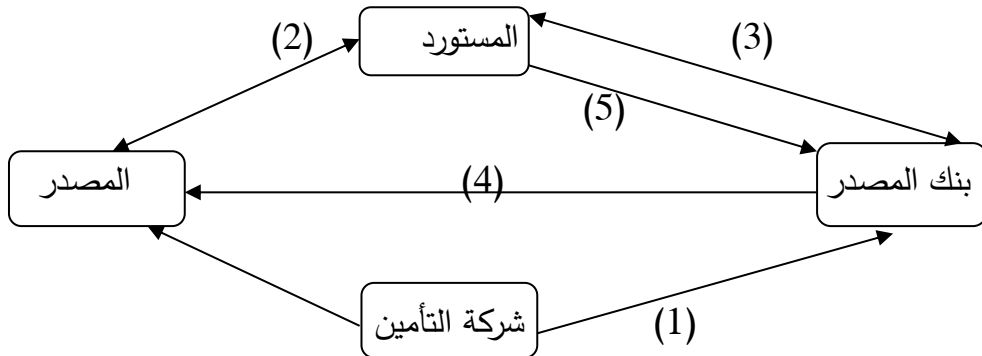 المستورد
(2)
(3)
(5)
المصدر
(4)
بنك المصدر
شركة التأمين
(1)